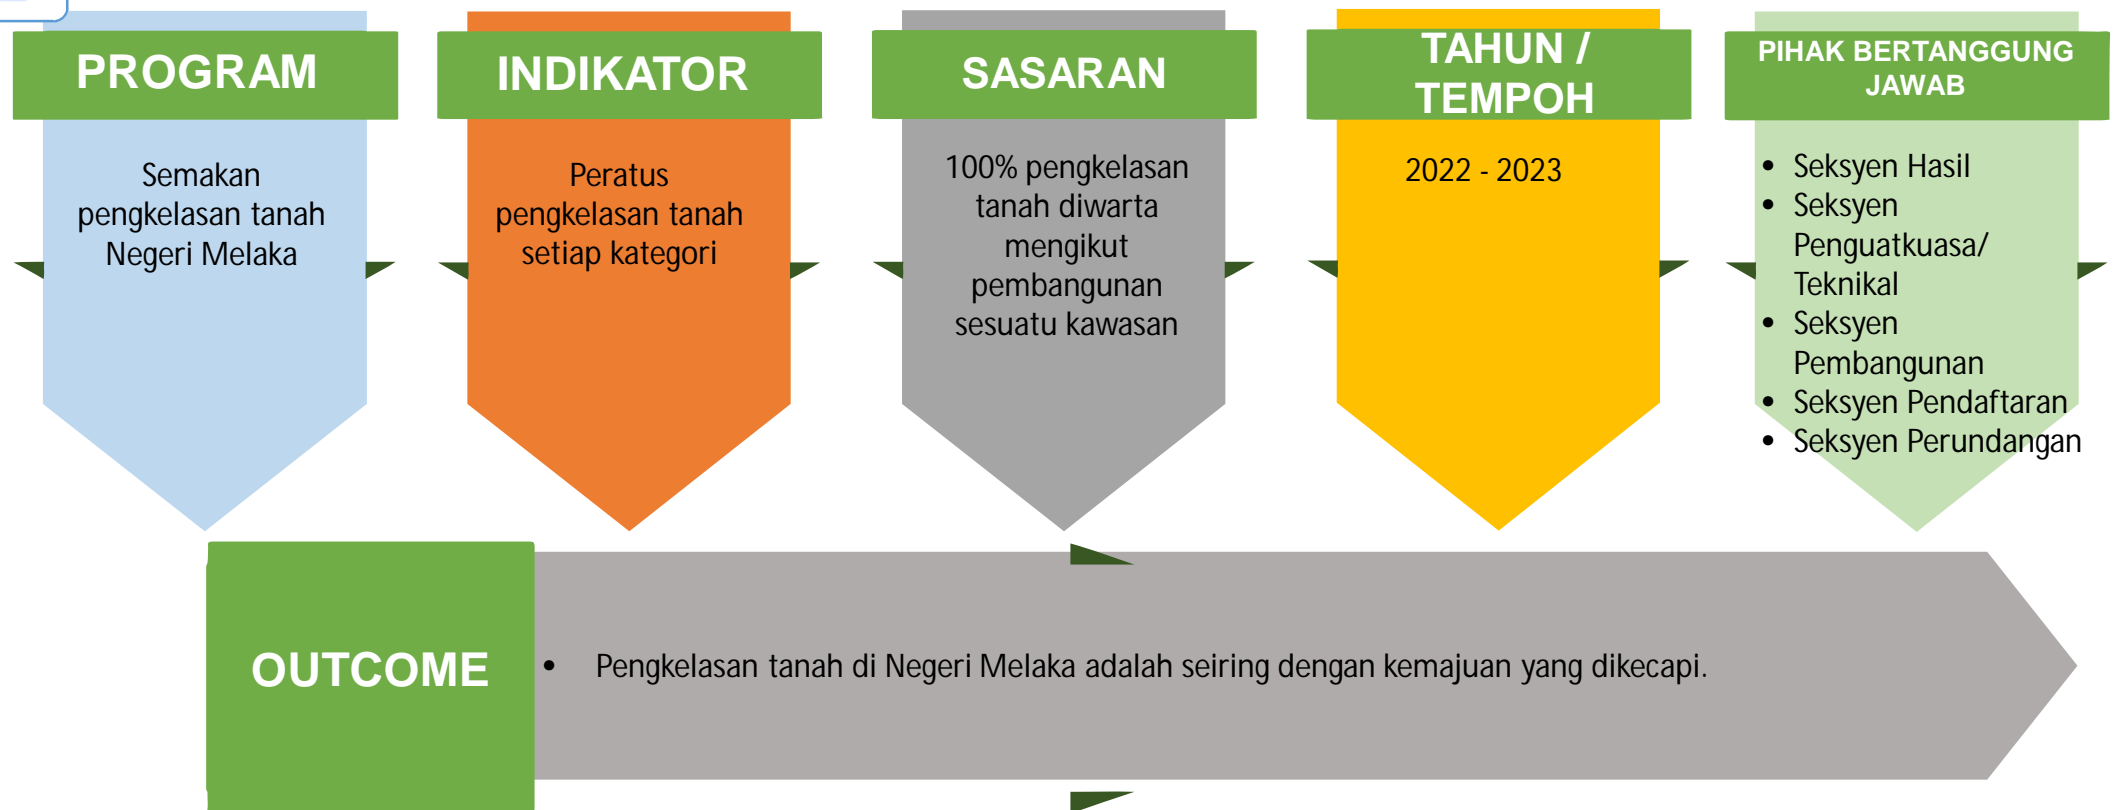 PROGRAM
Semakan
pengkelasan tanah
Negeri Melaka
INDIKATOR
Peratus
pengkelasan tanah
setiap kategori
SASARAN
100% pengkelasan
tanah diwarta
mengikut
pembangunan
sesuatu kawasan
TAHUN /
TEMPOH
2022 - 2023
PIHAK BERTANGGUNG
JAWAB
• Seksyen Hasil
• Seksyen
Penguatkuasa/
Teknikal
• Seksyen
Pembangunan
• Seksyen Pendaftaran
• Seksyen Perundangan
OUTCOME
• Pengkelasan tanah di Negeri Melaka adalah seiring dengan kemajuan yang dikecapi.